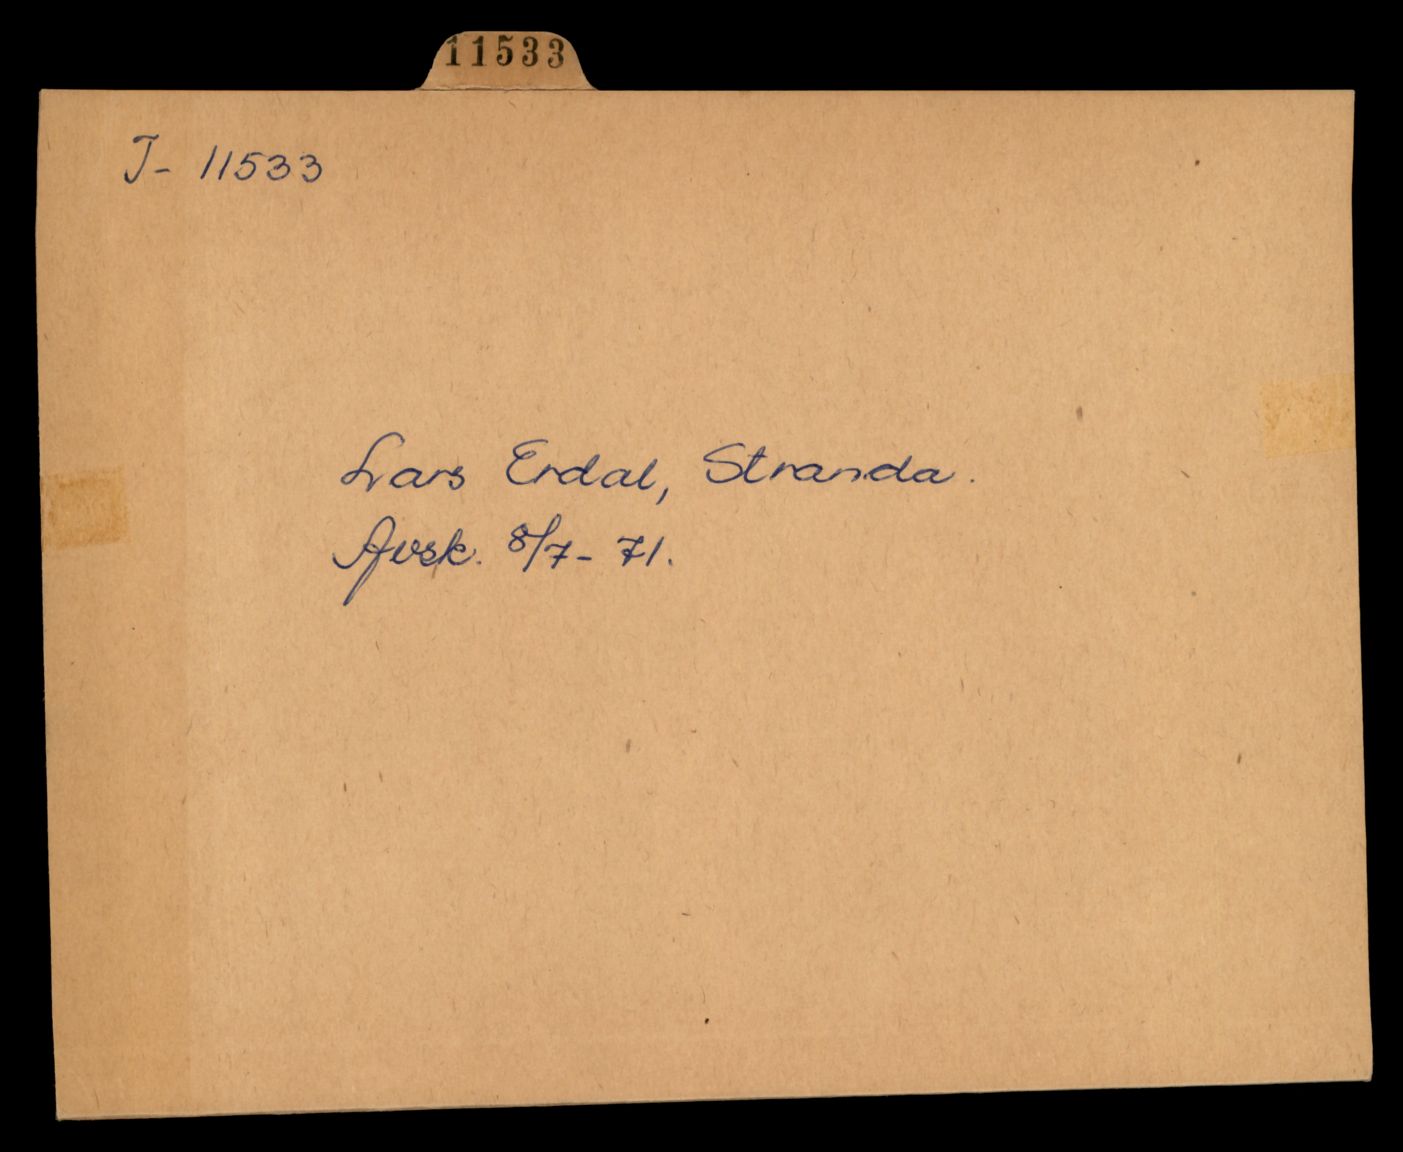 11533
J- 11533
Lars Erdal, Stranda.
Avsk. 8/7- 71.